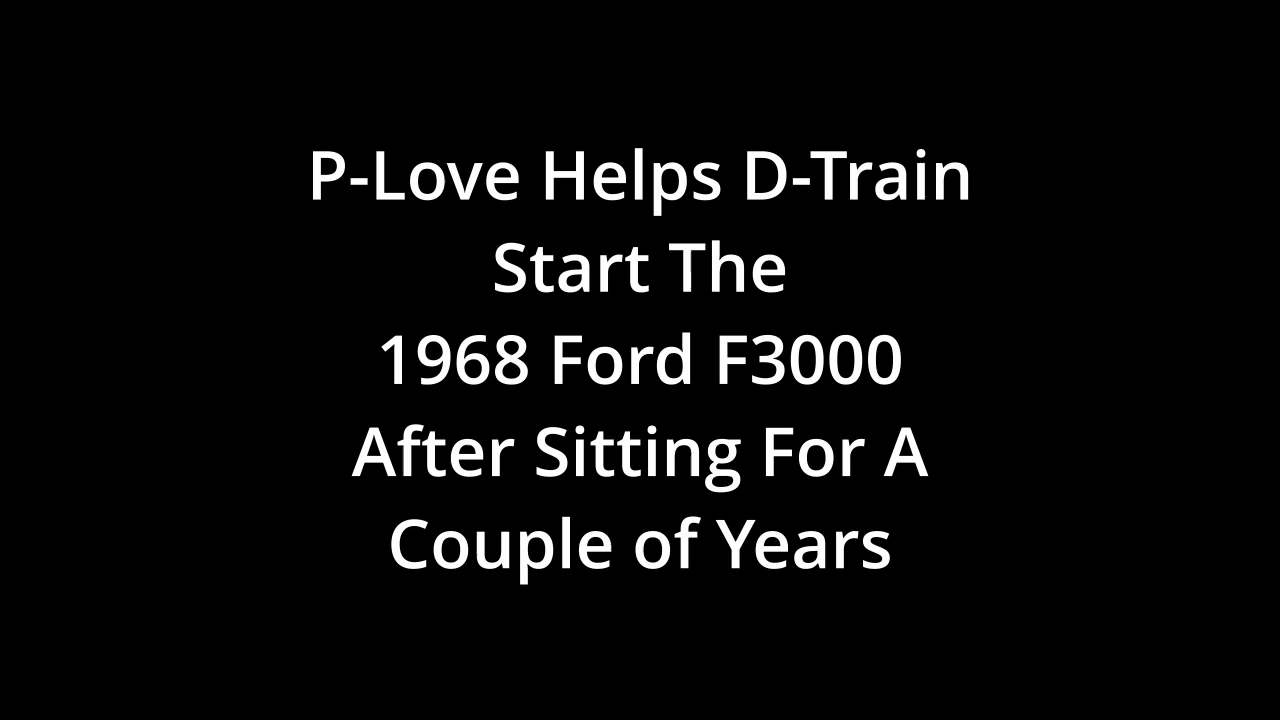 P-Love Helps D-Train
Start The
1968 Ford F3000
After Sitting For A
Couple of Years